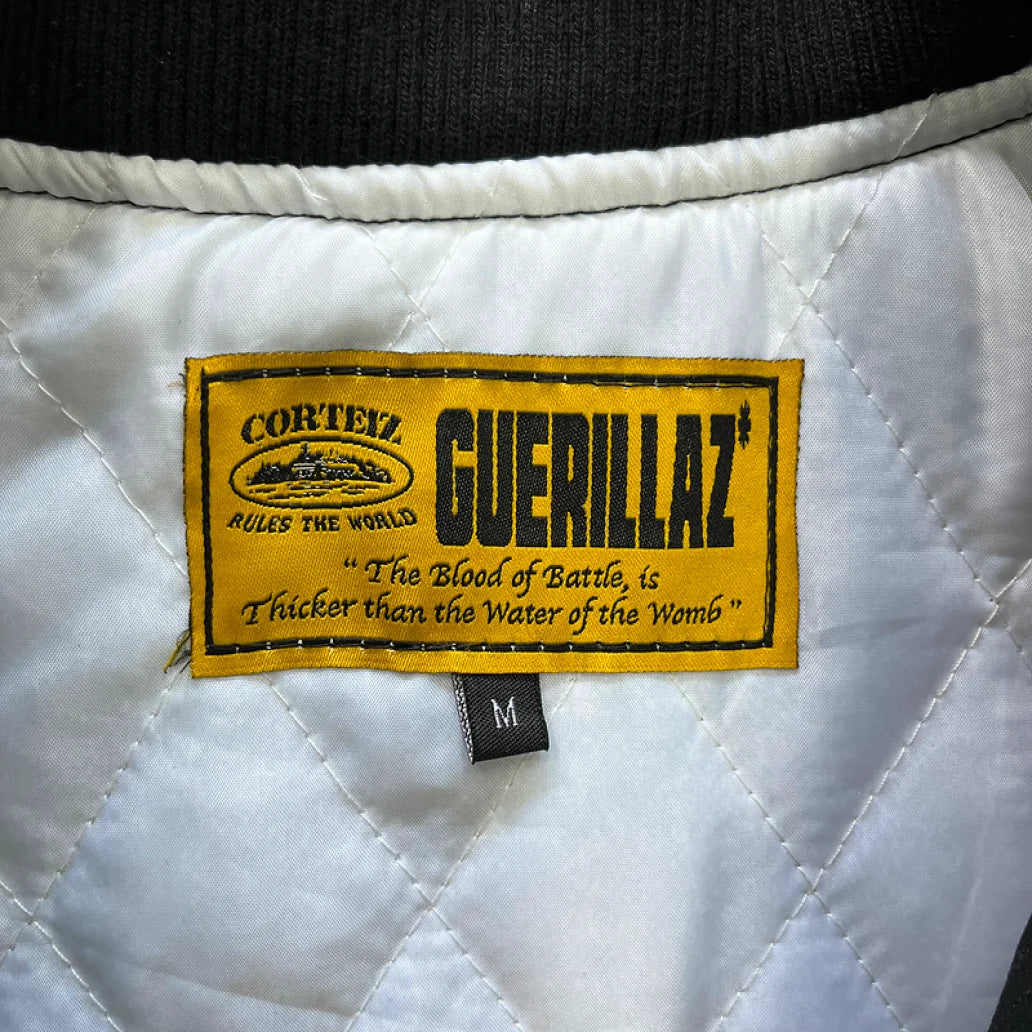 CORTEIZ
RULES THE WORLD
GUERILLAZ*
“The Blood of Battle, is
Thicker than the Water of the Womb”
M